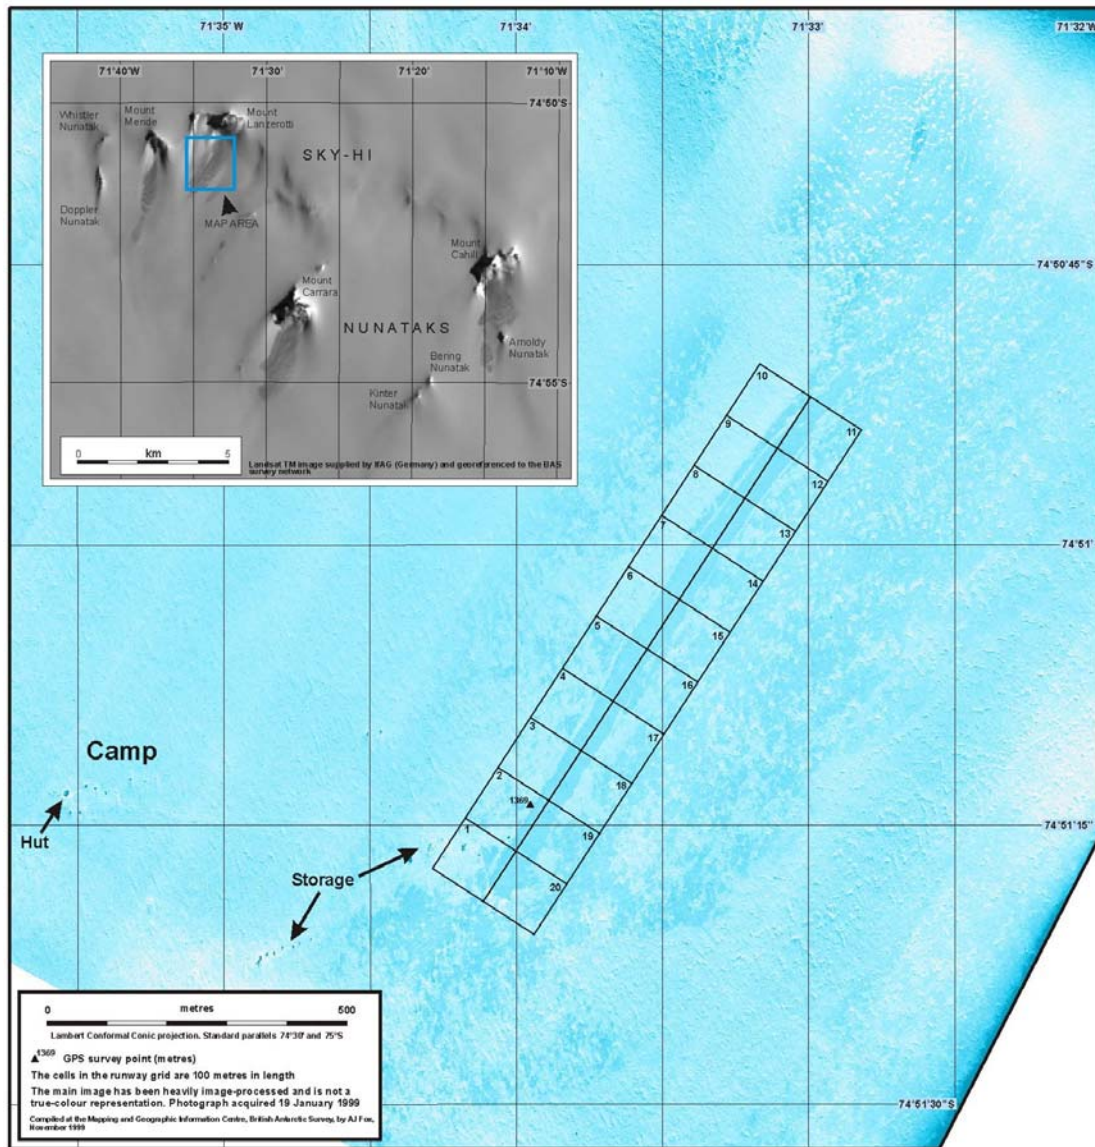 71°35' W
71°34'
71°33'
71°32' W
71°40'W
71°30'
71°20'
71°10'W
74°50'S
Whistler
Nunatak
Mount
Mende
Mount
Lanzerotti
SKY-HI
Doppler
Nunatak
MAP AREA
Mount
Cahill
Mount
Carrara
NUNATAKS
Arnoldy
Nunatak
Bering
Nunatak
Kinter
Nunatak
74°55'S
0 km 5
Landsat TM image supplied by IfAG (Germany) and georeferenced to the BAS
survey network
74°50'45"S
10
9
11
8
12
7
13
74°51'
6
14
5
15
4
16
3
17
2
18
1369
1
19
20
74°51'15"S
Camp
Hut
Storage
0 metres 500
Lambert Conformal Conic projection. Standard parallels 74°30' and 75°S
1369 GPS survey point (metres)
The cells in the runway grid are 100 metres in length
The main image has been heavily image-processed and is not a
true-colour representation. Photograph acquired 19 January 1999
Compiled at the Mapping and Geographic Information Centre, British Antarctic Survey, by AJ Fox,
November 1999
74°51'30"S